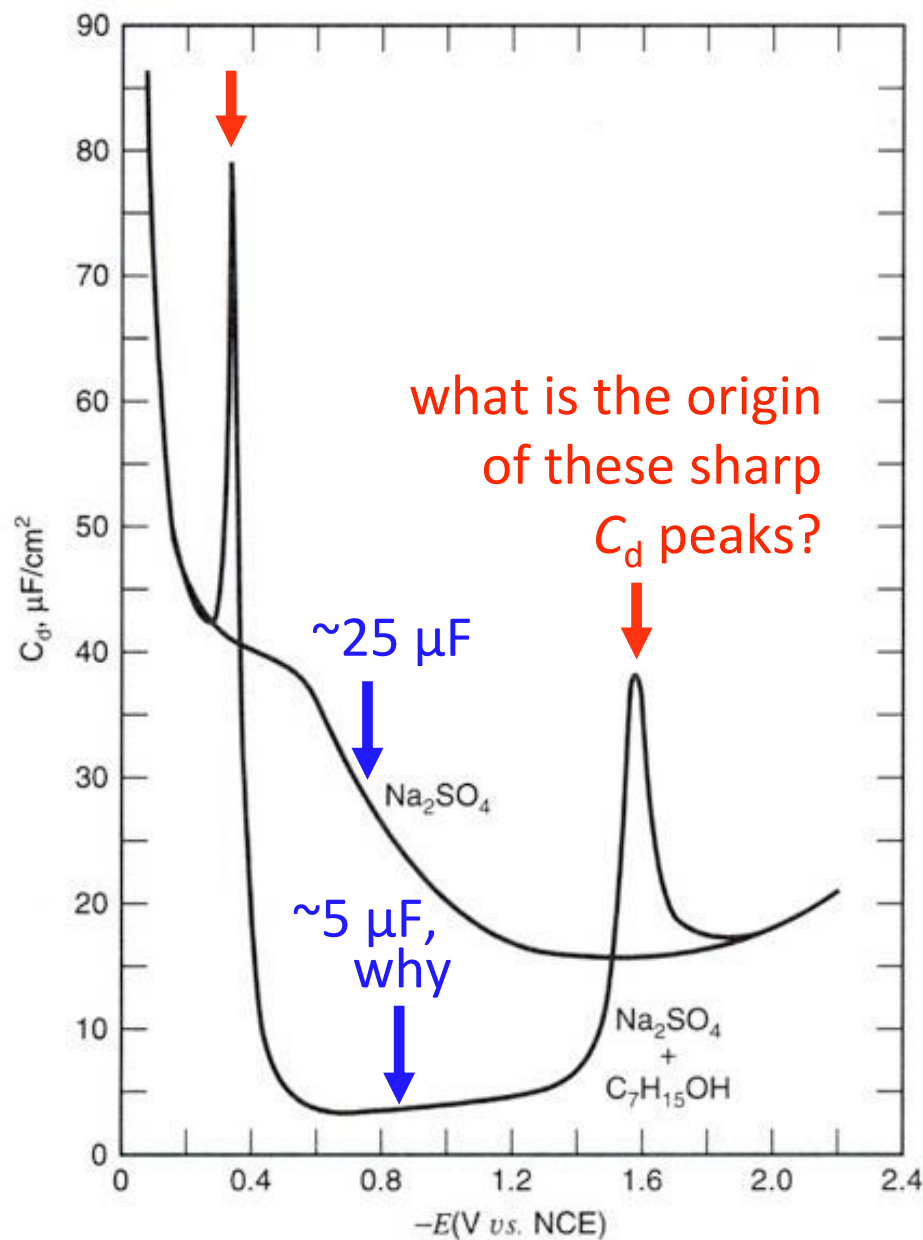 90
80
70
60
50
40
30
20
10
0
C_d, μF/cm²
what is the origin
of these sharp
C_d peaks?
~25 μF
Na₂SO₄
~5 μF,
why
Na₂SO₄
+
C₇H₁₅OH
0 0.4 0.8 1.2 1.6 2.0 2.4
–E(V vs. NCE)